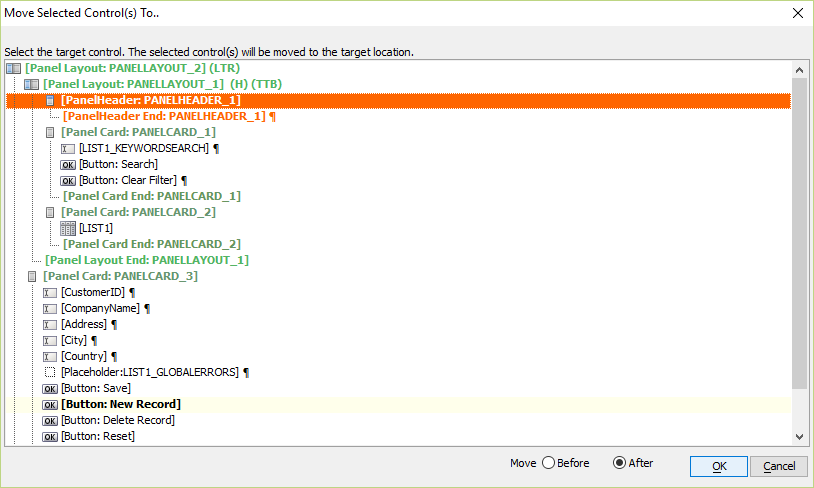 Move Selected Control(s) To..
Select the target control. The selected control(s) will be moved to the target location.
[Panel Layout: PANELLAYOUT_2] (LTR)
[Panel Layout: PANELLAYOUT_1] (H) (TTB)
[PanelHeader: PANELHEADER_1]
[PanelHeader End: PANELHEADER_1] ¶
[Panel Card: PANELCARD_1]
[LIST1_KEYWORDSEARCH] ¶
OK [Button: Search]
OK [Button: Clear Filter] ¶
[Panel Card End: PANELCARD_1]
[Panel Card: PANELCARD_2]
[LIST1]
[Panel Card End: PANELCARD_2]
[Panel Layout End: PANELLAYOUT_1]
[Panel Card: PANELCARD_3]
[CustomerID] ¶
[CompanyName] ¶
[Address] ¶
[City] ¶
[Country] ¶
[Placeholder:LIST1_GLOBALERRORS] ¶
OK [Button: Save]
OK [Button: New Record]
OK [Button: Delete Record]
OK [Button: Reset]
Move Before After OK Cancel